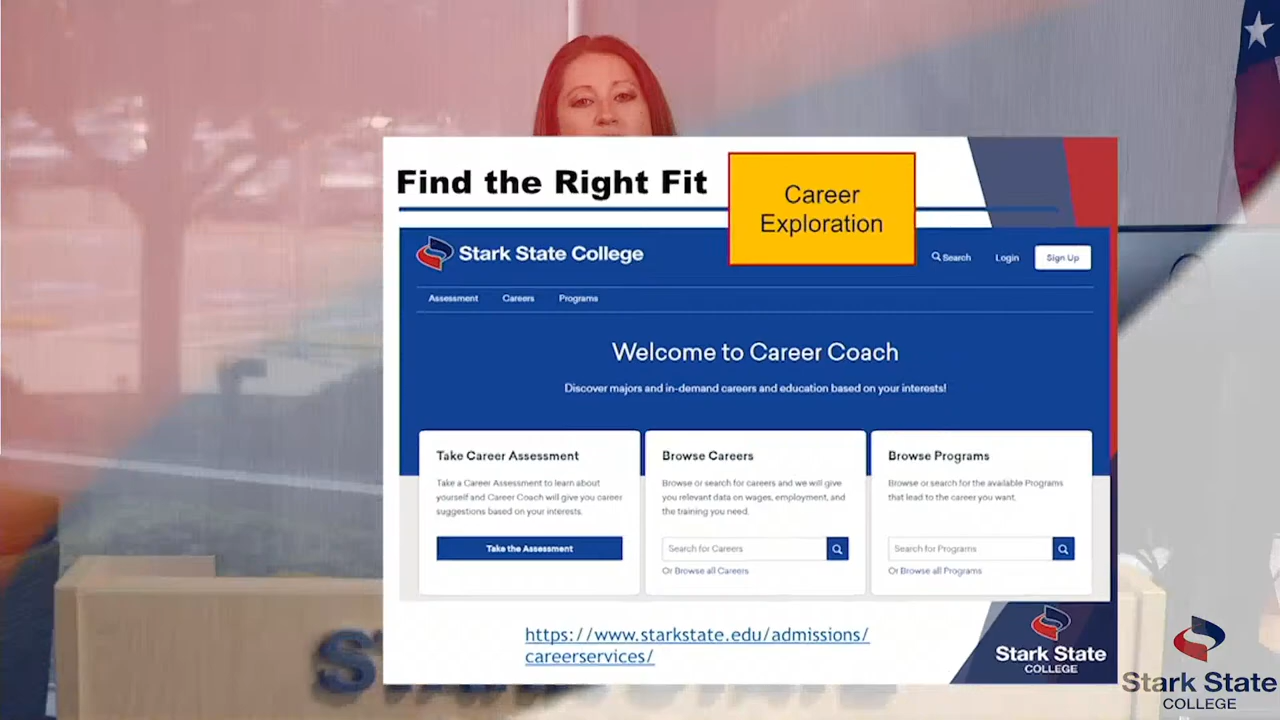 Find the Right Fit
Career
Exploration
Stark State College
Search
Login
Sign Up
Assessment
Careers
Programs
Welcome to Career Coach
Discover majors and in-demand careers and education based on your interests!
Take Career Assessment
Take a Career Assessment to learn about
yourself and Career Coach will give you career
suggestions based on your interests.
Take the Assessment
Browse Careers
Browse or search for careers and we will give
you relevant data on wages, employment, and
the training you need.
Search for Careers
Or Browse all Careers
Browse Programs
Browse or search for the available Programs
that lead to the career you want.
Search for Programs
Or Browse all Programs
https://www.starkstate.edu/admissions/
careerservices/
Stark State
COLLEGE
Stark State
COLLEGE